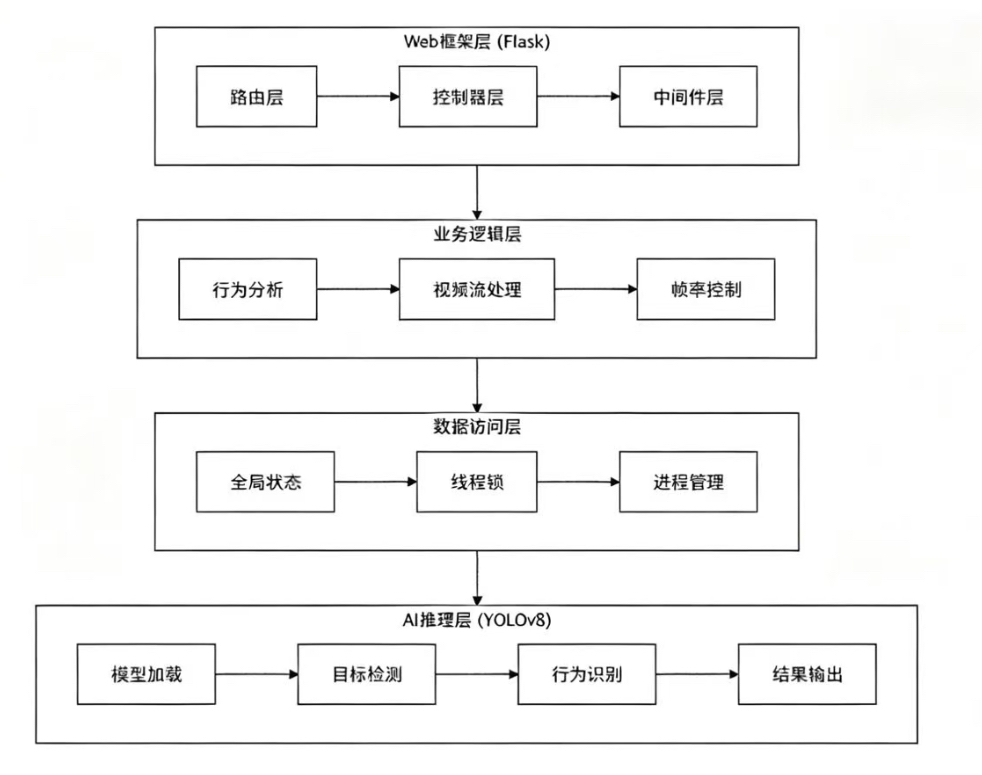 Web框架层 (Flask)
路由层
控制器层
中间件层
业务逻辑层
行为分析
视频流处理
帧率控制
数据访问层
全局状态
线程锁
进程管理
AI推理层 (YOLOv8)
模型加载
目标检测
行为识别
结果输出